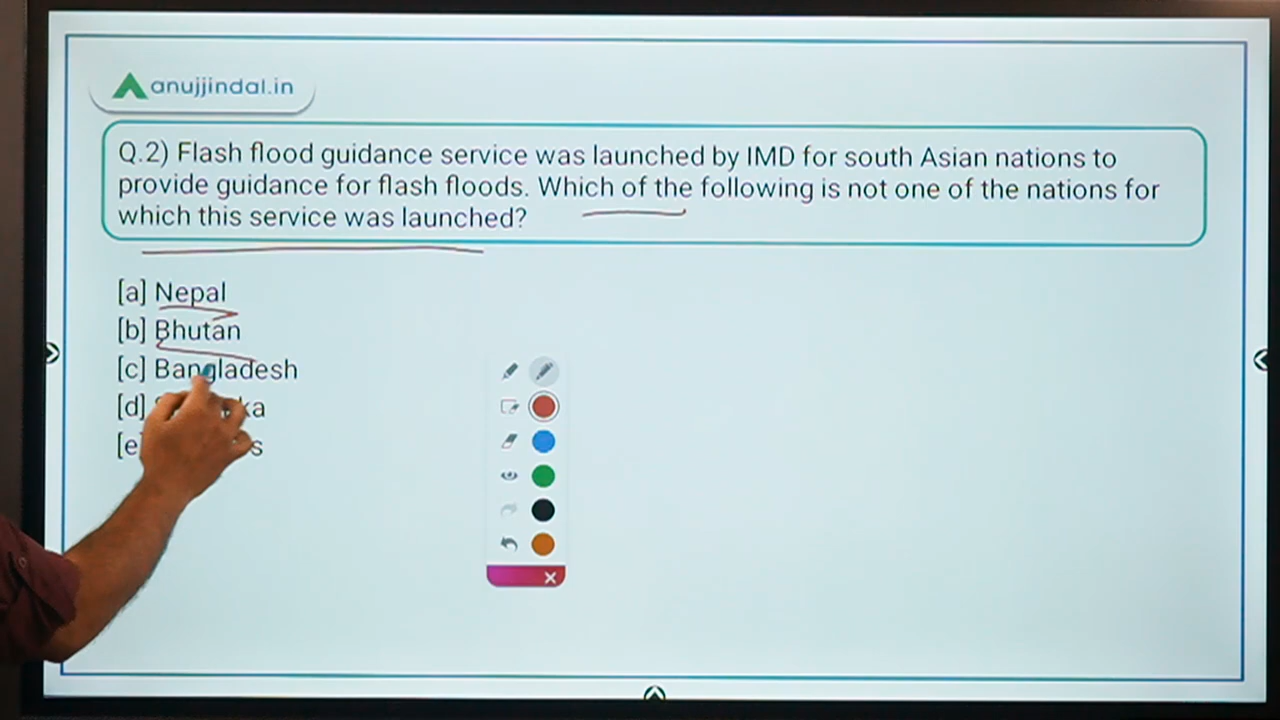 anujjindal.in
Q.2) Flash flood guidance service was launched by IMD for south Asian nations to
provide guidance for flash floods. Which of the following is not one of the nations for
which this service was launched?
[a] Nepal
[b] Bhutan
[c] Bangladesh
[d]
[e]